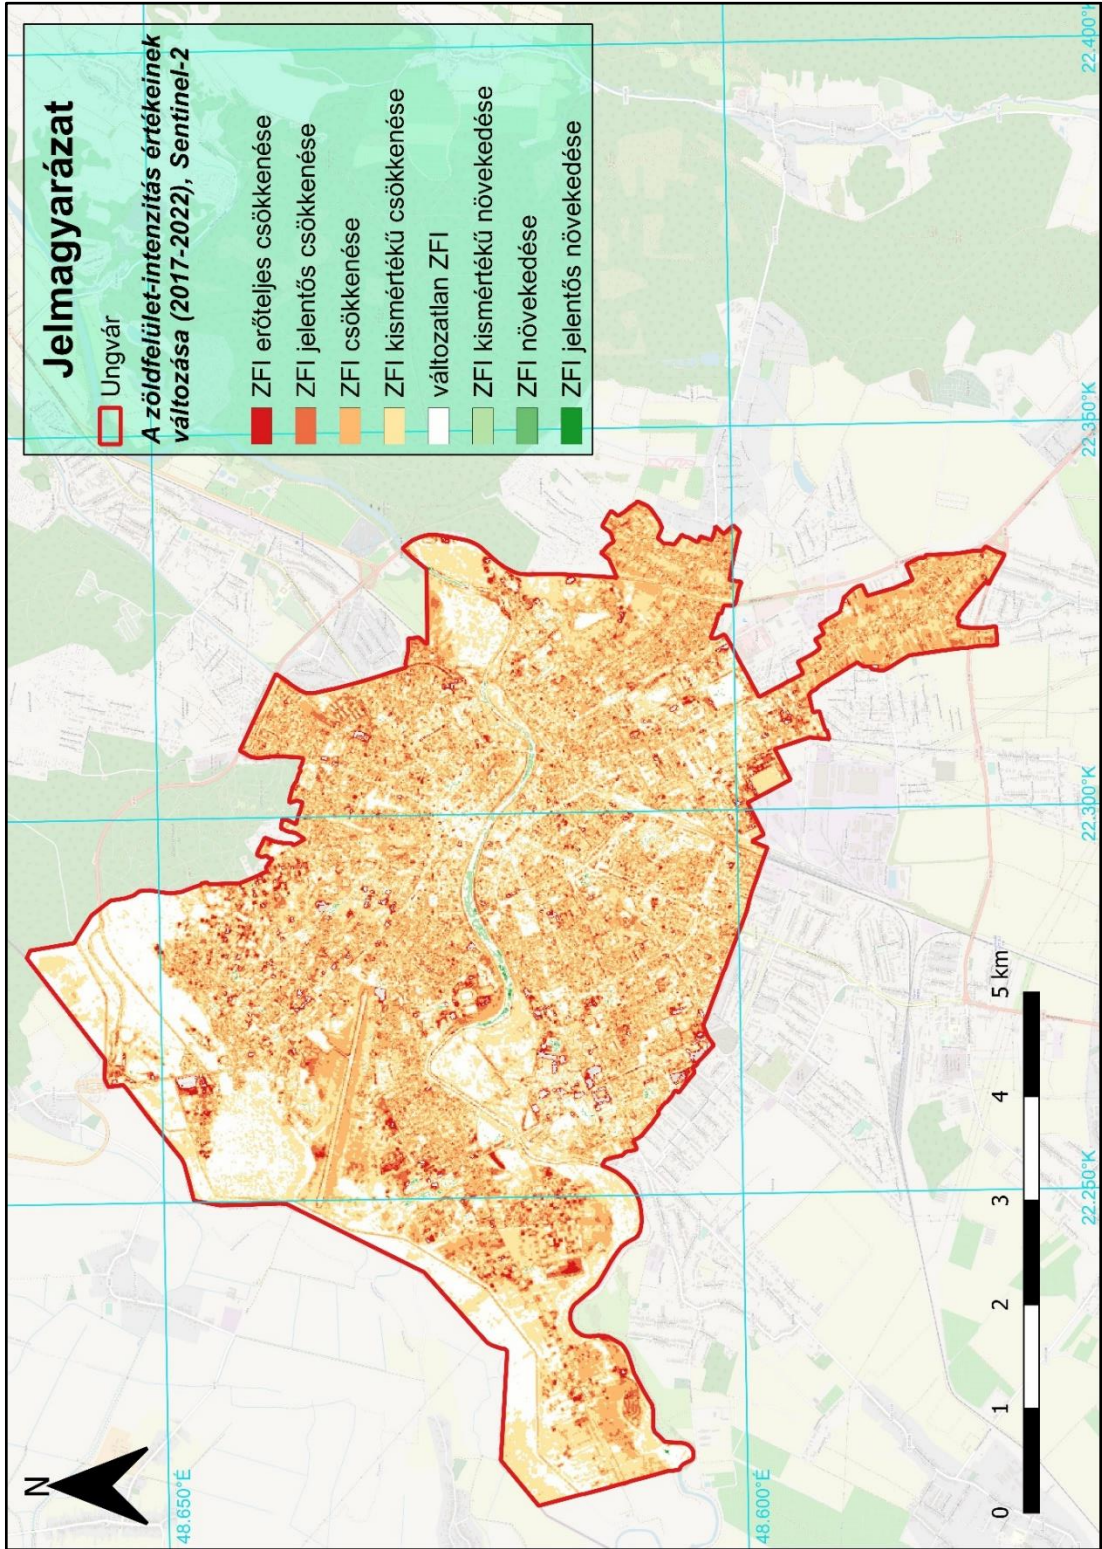 Jelmagyarázat
Ungvár
A zöldfelület-intenzitás értékeinek
változása (2017-2022), Sentinel-2
ZFI erőteljes csökkenése
ZFI jelentős csökkenése
ZFI csökkenése
ZFI kismértékű csökkenése
változatlan ZFI
ZFI kismértékű növekedése
ZFI növekedése
ZFI jelentős növekedése
N
48.650°É
48.600°É
22.250°K
22.300°K
22.350°K
22.400°K
0 1 2 3 4 5 km